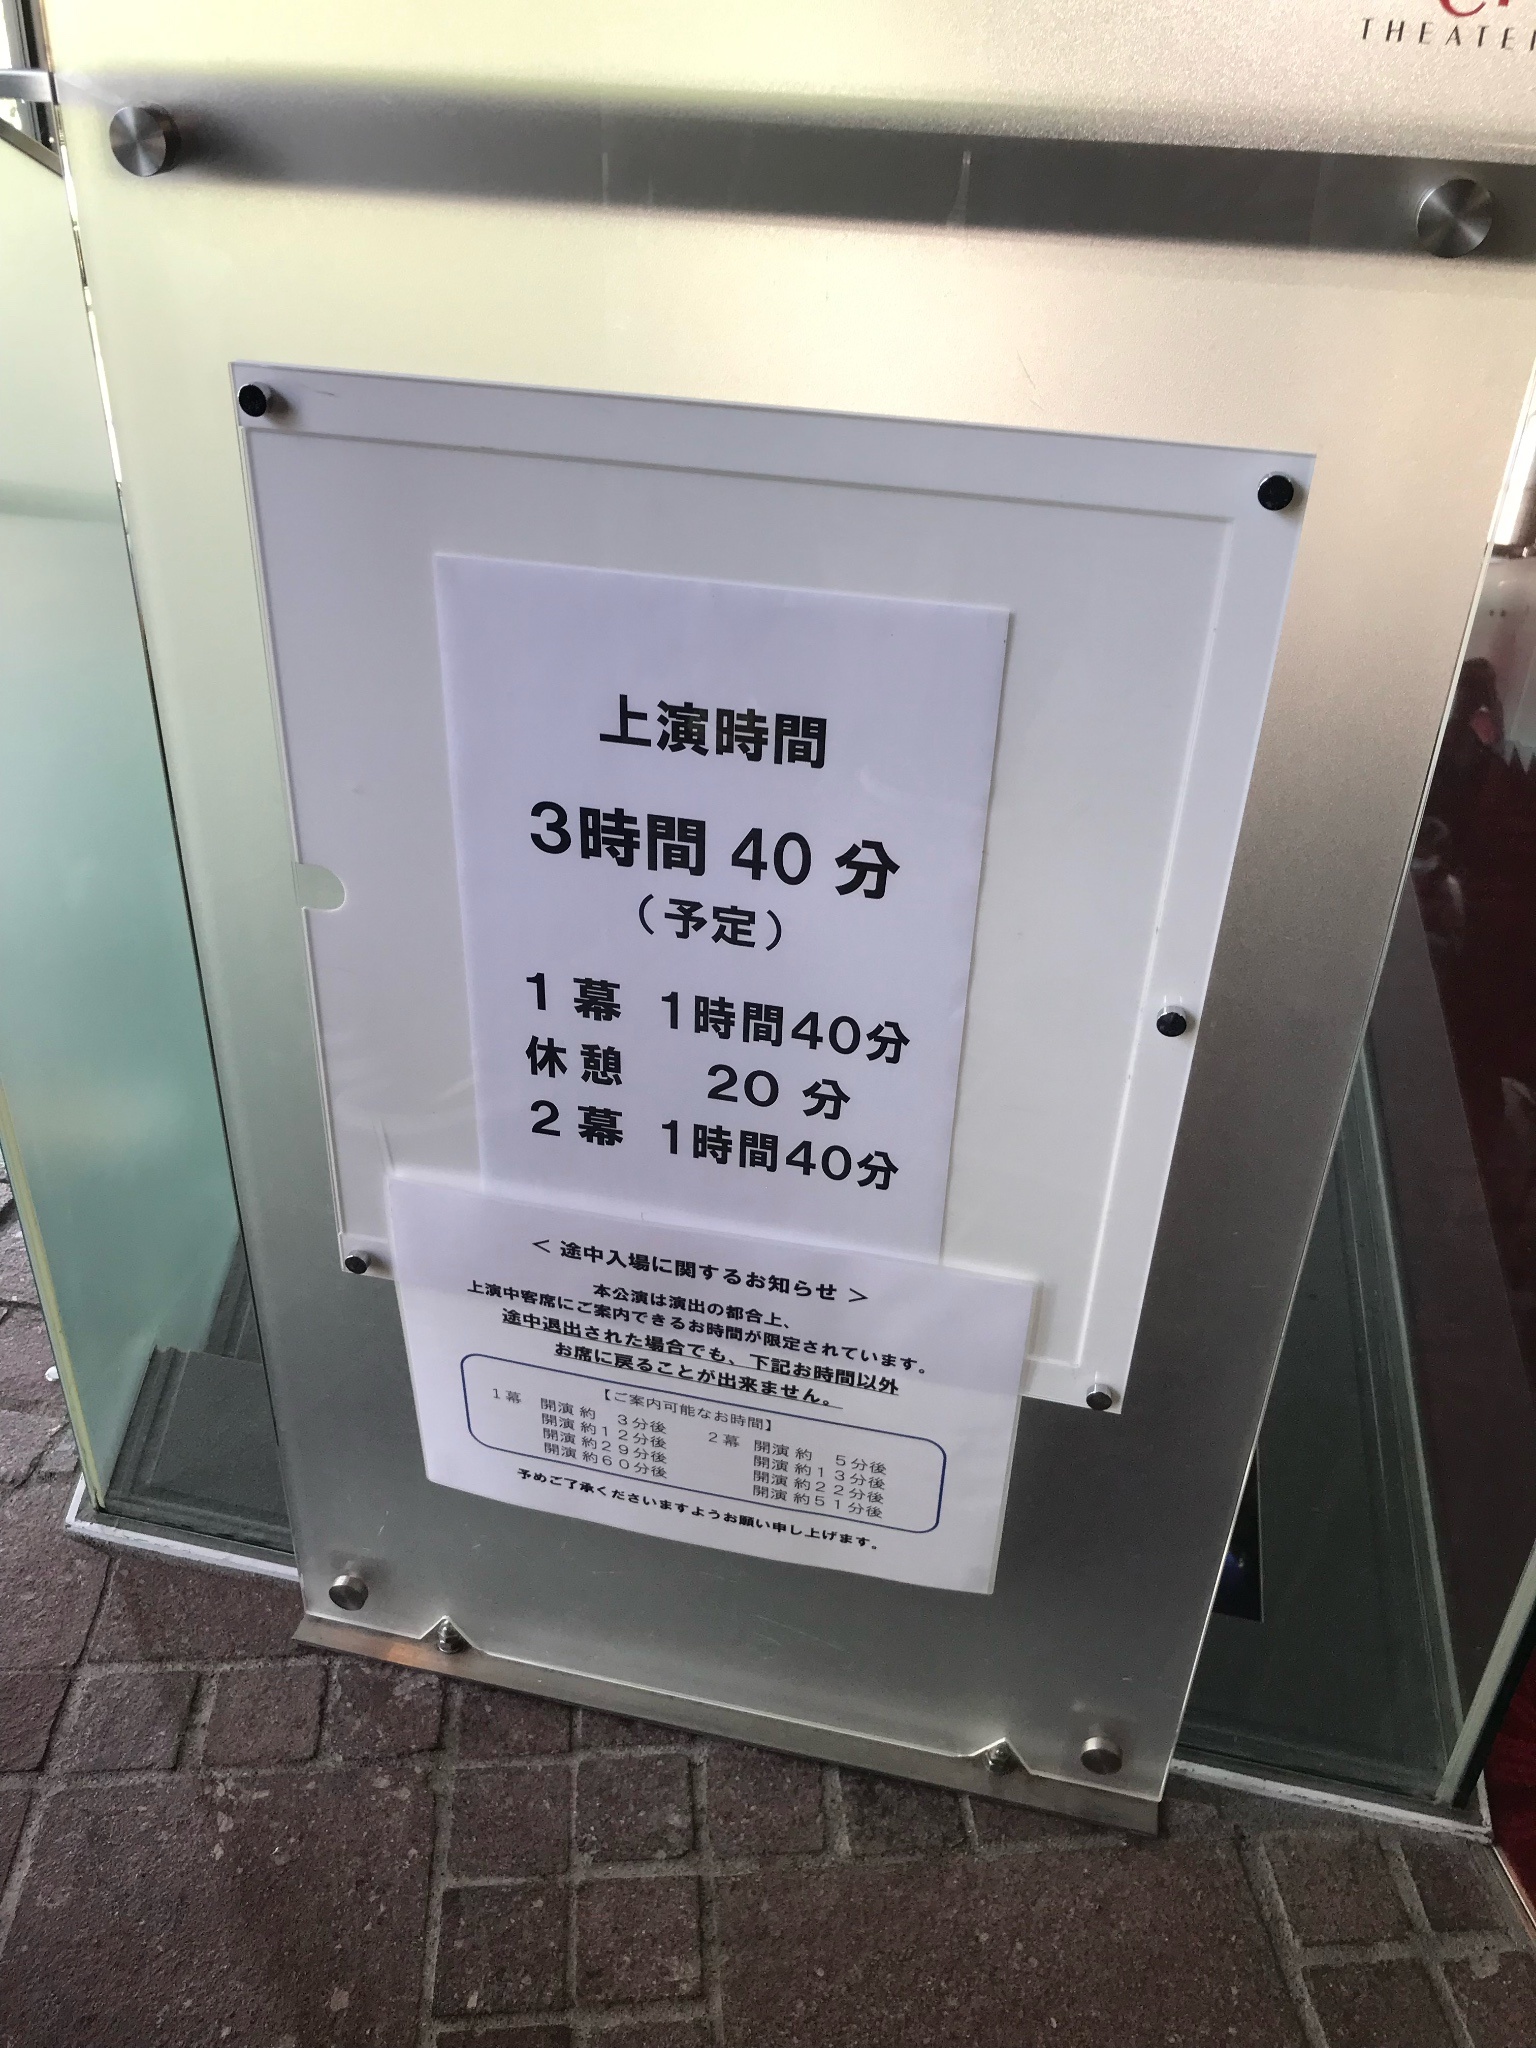 THEATER
上演時間
3時間 40 分
（予定）
1 幕 1時間40分
休 憩 20 分
2 幕 1時間40分
＜ 途中入場に関するお知らせ ＞
本公演は演出の都合上、
上演中客席にご案内できるお時間が限定されています。
途中退出された場合でも、下記お時間以外
お席に戻ることが出来ません。
【ご案内可能なお時間】
１幕 開演 約 ３分後
開演 約１２分後
開演 約２９分後
開演 約６０分後
２幕 開演 約 ５分後
開演 約１３分後
開演 約２２分後
開演 約５１分後
予めご了承くださいますようお願い申し上げます。